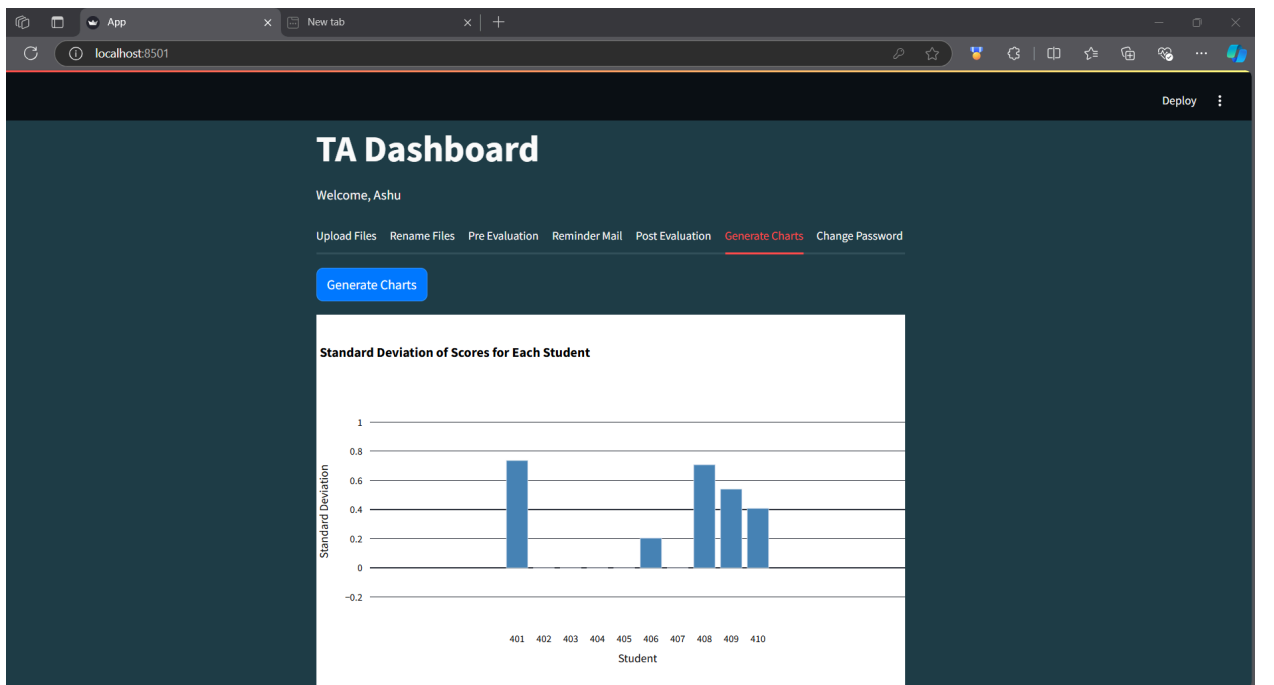 App
New tab
localhost:8501
Deploy
TA Dashboard
Welcome, Ashu
Upload Files Rename Files Pre Evaluation Reminder Mail Post Evaluation Generate Charts Change Password
Generate Charts
Standard Deviation of Scores for Each Student
1
0.8
0.6
0.4
0.2
0
−0.2
Standard Deviation
401 402 403 404 405 406 407 408 409 410
Student